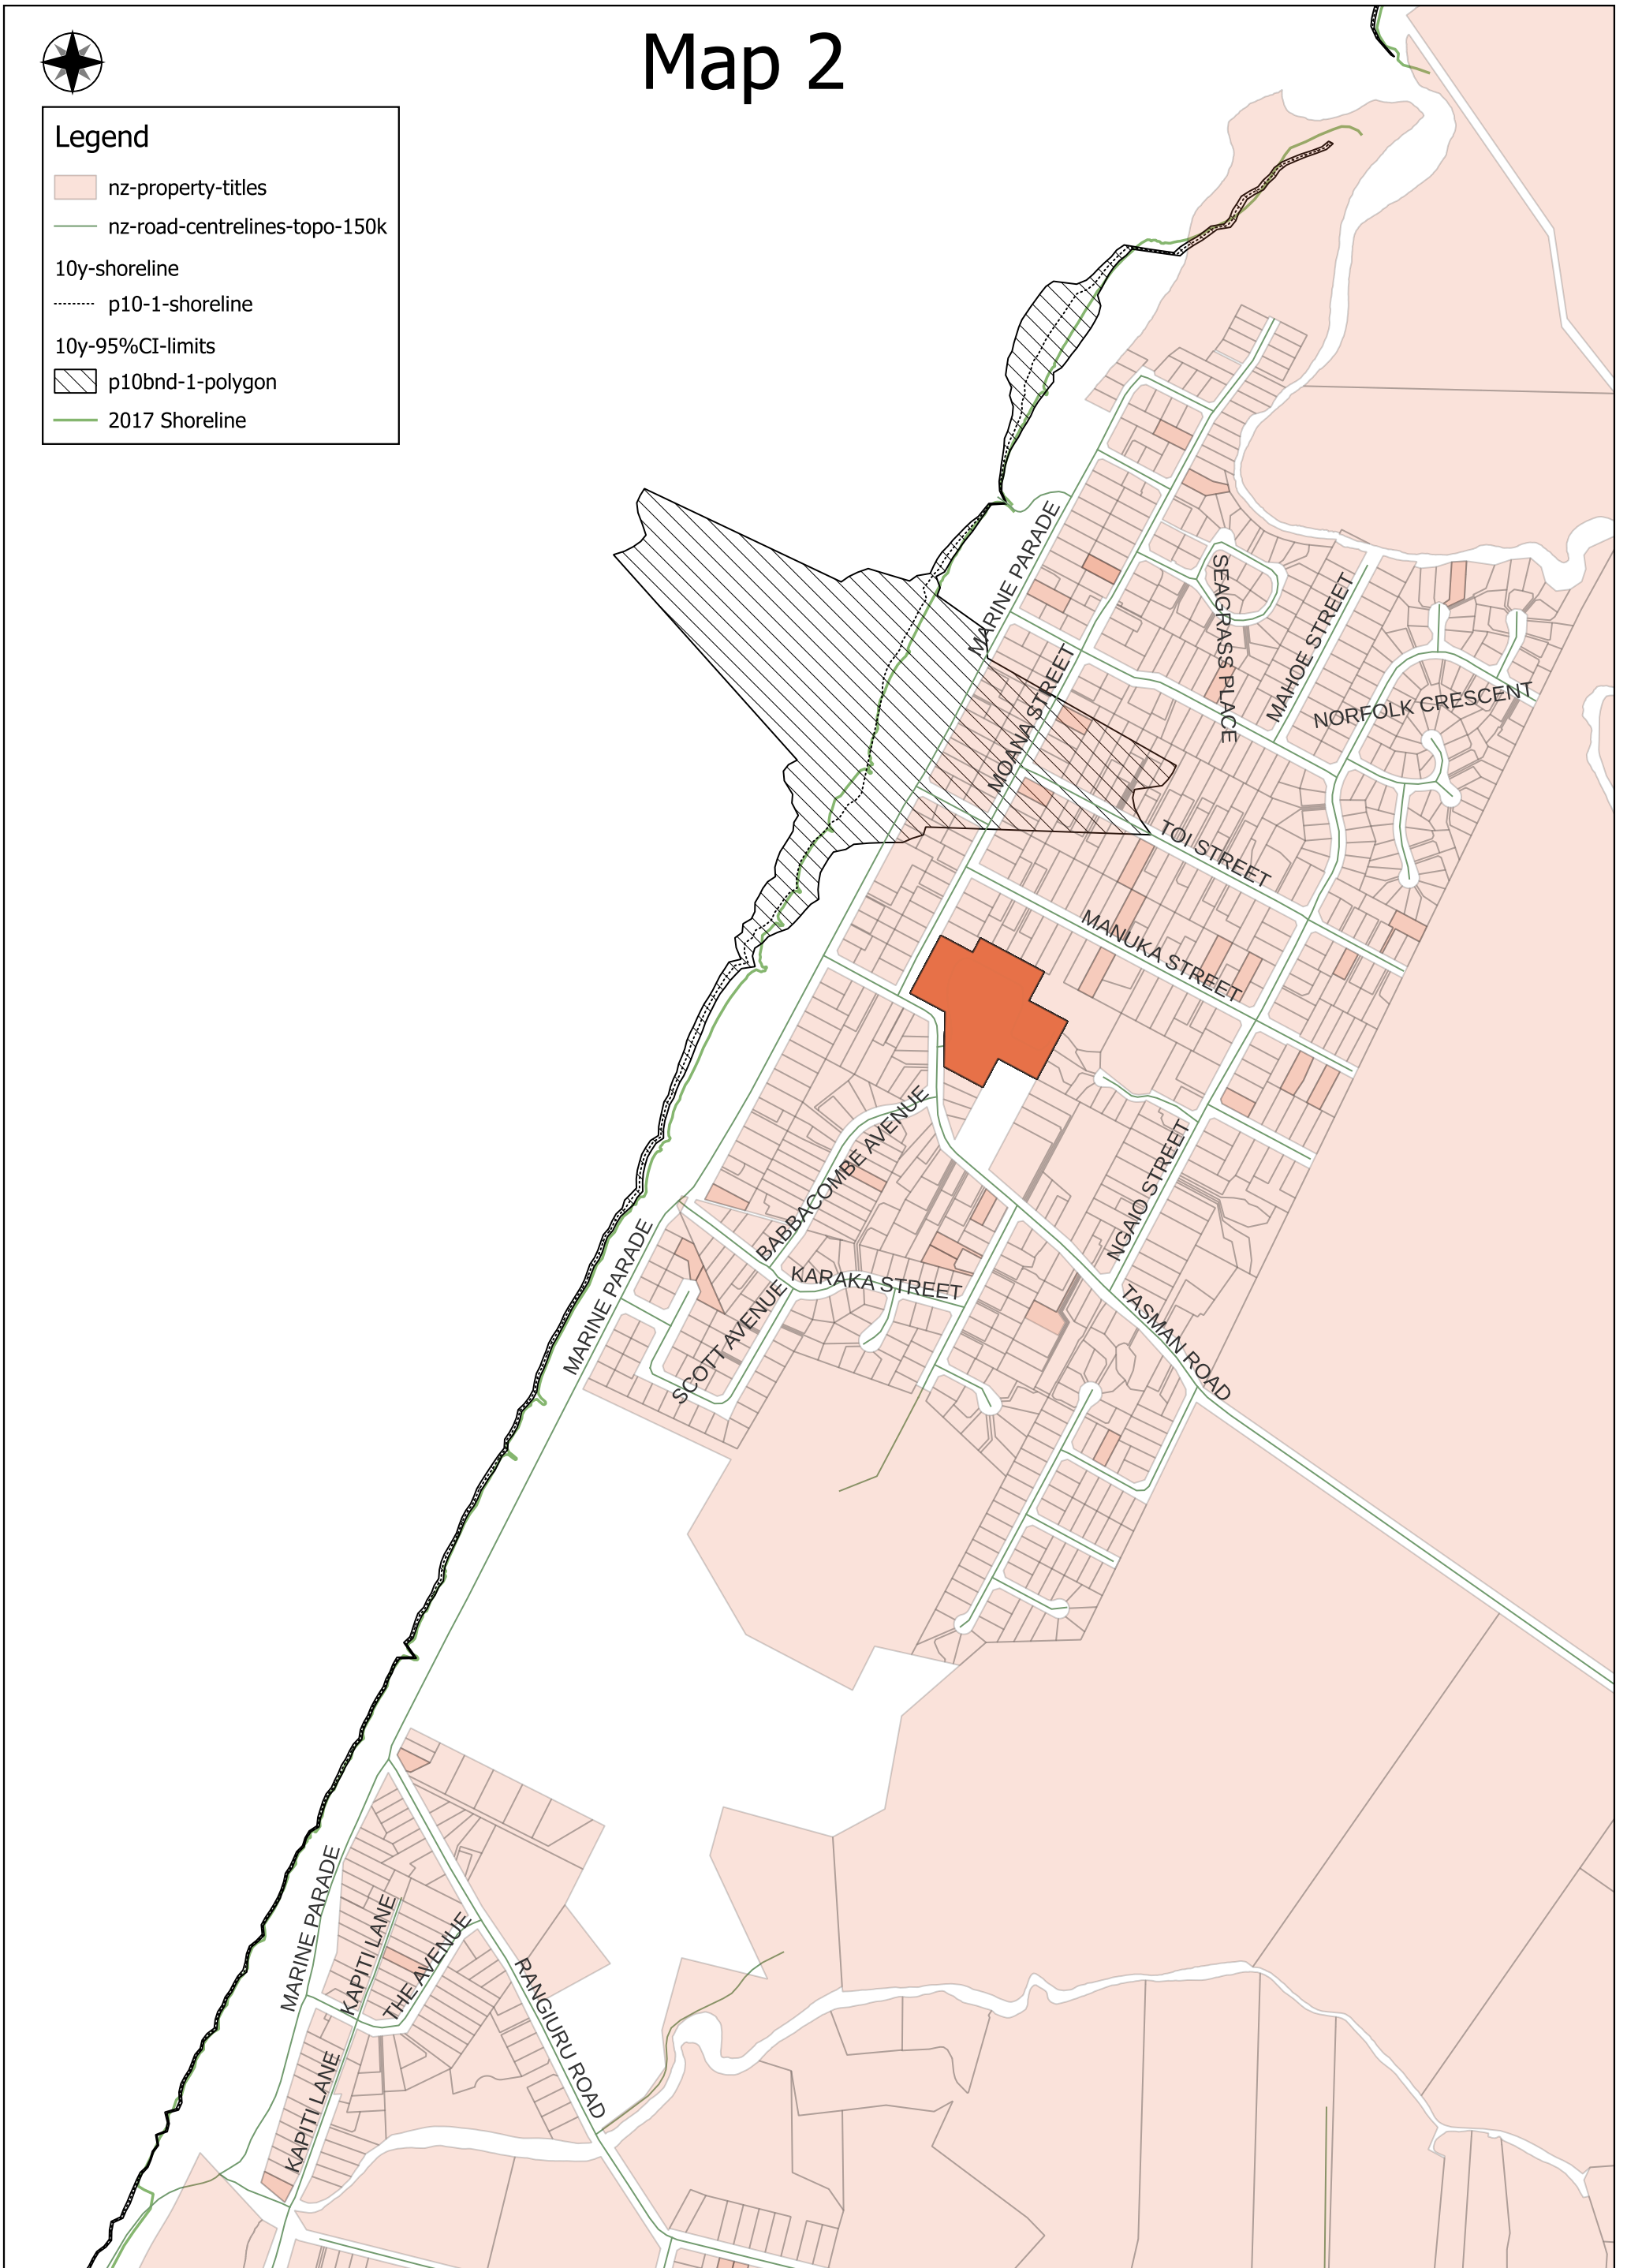 Map 2
Legend
nz-property-titles
nz-road-centrelines-topo-150k
10y-shoreline
p10-1-shoreline
10y-95%CI-limits
p10bnd-1-polygon
2017 Shoreline
MARINE PARADE
SEAGRASS PLACE
MAHOE STREET
NORFOLK CRESCENT
MOANA STREET
TOI STREET
MANUKA STREET
BABBACOMBE AVENUE
NGAIO STREET
MARINE PARADE
KARAKA STREET
SCOTT AVENUE
TASMAN ROAD
MARINE PARADE
KAPITI LANE
THE AVENUE
RANGIURU ROAD
KAPITI LANE